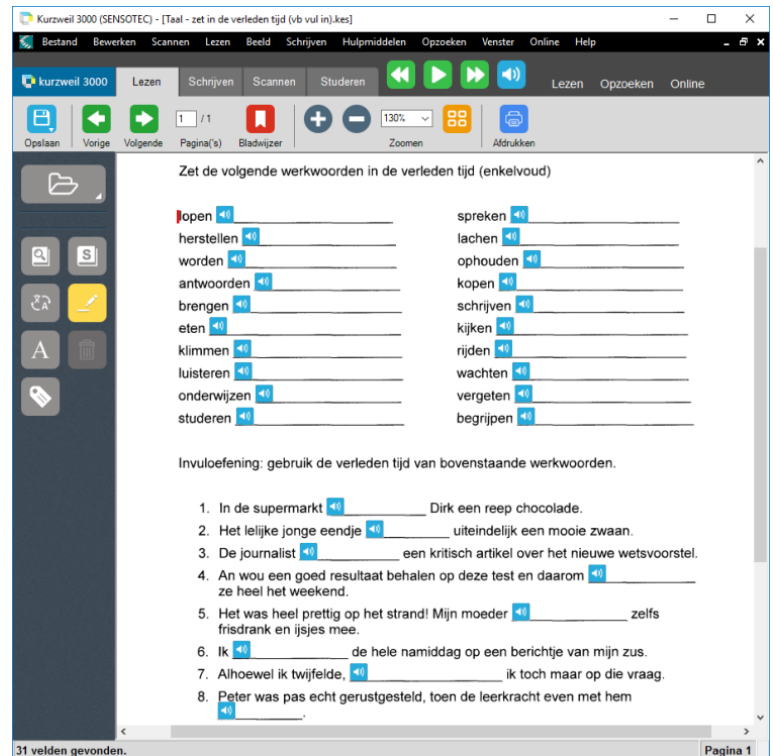 Kurzweil 3000 (SENSOTEC) - [Taal - zet in de verleden tijd (vb vul in).kes]
Bestand Bewerken Scannen Lezen Beeld Schrijven Hulpmiddelen Opzoeken Venster Online Help
kurzweil 3000 Lezen Schrijven Scannen Studeren Lezen Opzoeken Online
1 / 1 130%
Opslaan Vorige Volgende Pagina('s) Bladwijzer Zoomen Afdrukken
Zet de volgende werkwoorden in de verleden tijd (enkelvoud)
lopen spreken
herstellen lachen
worden ophouden
antwoorden kopen
brengen schrijven
eten kijken
klimmen rijden
luisteren wachten
onderwijzen vergeten
studeren begrijpen
Invuloefening: gebruik de verleden tijd van bovenstaande werkwoorden.
1. In de supermarkt __________ Dirk een reep chocolade.
2. Het lelijke jonge eendje __________ uiteindelijk een mooie zwaan.
3. De journalist __________ een kritisch artikel over het nieuwe wetsvoorstel.
4. An wou een goed resultaat behalen op deze test en daarom __________
ze heel het weekend.
5. Het was heel prettig op het strand! Mijn moeder __________ zelfs
frisdrank en ijsjes mee.
6. Ik __________ de hele namiddag op een berichtje van mijn zus.
7. Alhoewel ik twijfelde, __________ ik toch maar op die vraag.
8. Peter was pas echt gerustgesteld, toen de leerkracht even met hem
__________.
31 velden gevonden. Pagina 1